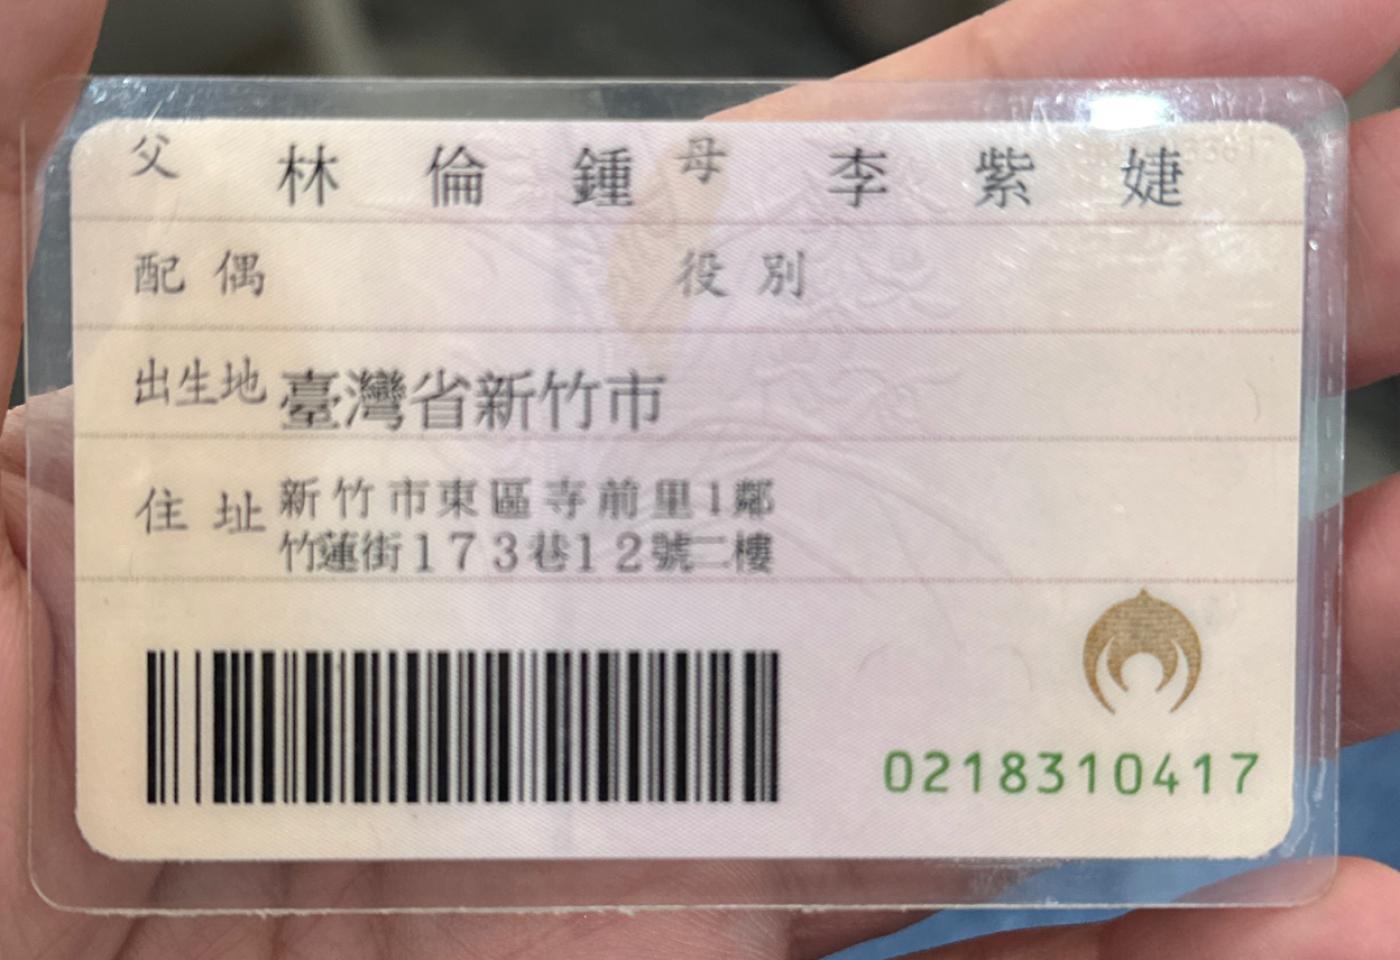 父 林倫鍾 母 李紫婕
配偶 役別
出生地 臺灣省新竹市
住址 新竹市東區寺前里1鄰
竹蓮街173巷12號二樓
0218310417